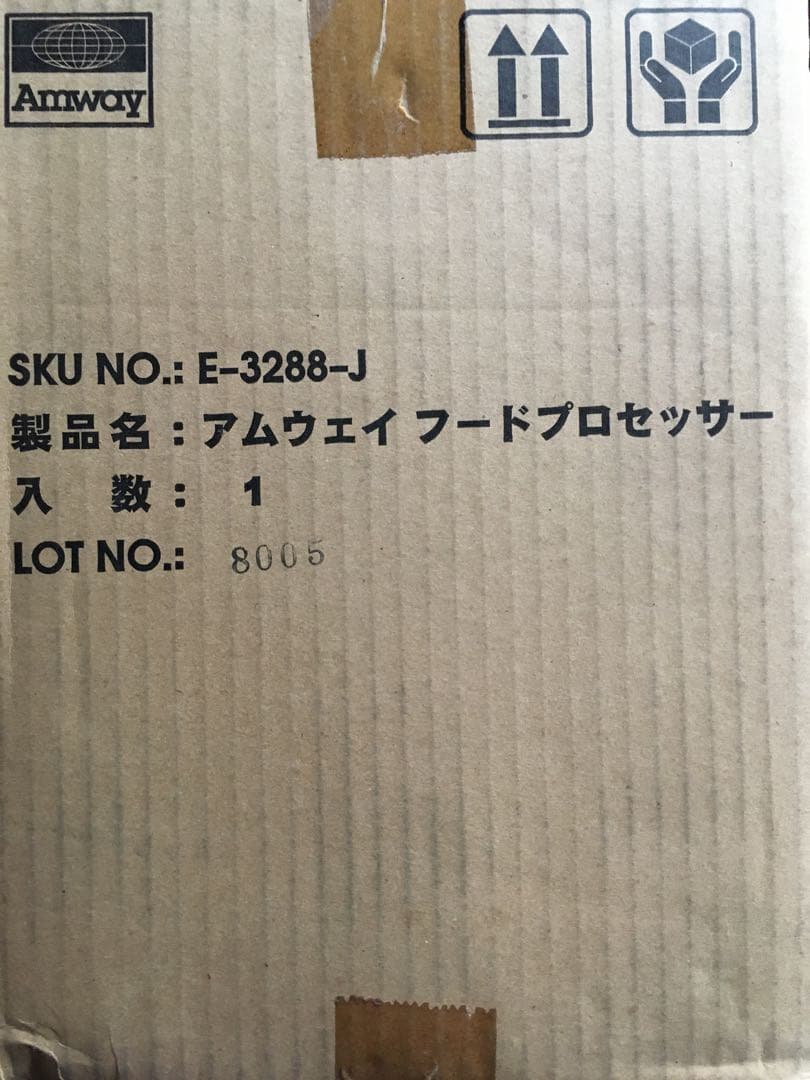 Amway
SKU NO.: E-3288-J
製品名：アムウェイ フードプロセッサー
入　数：　1
LOT NO.:　8005